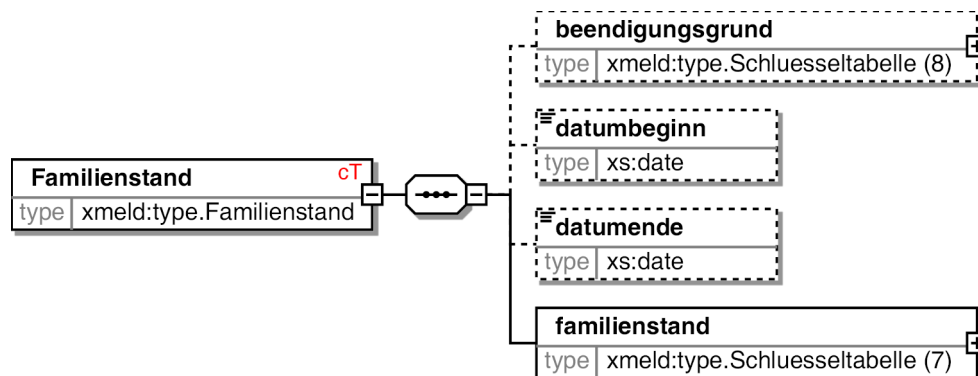 beendigungsgrund
type xmeld:type.Schluesseltabelle (8)
datumbeginn
type xs:date
Familienstand cT
type xmeld:type.Familienstand
datumende
type xs:date
familienstand
type xmeld:type.Schluesseltabelle (7)